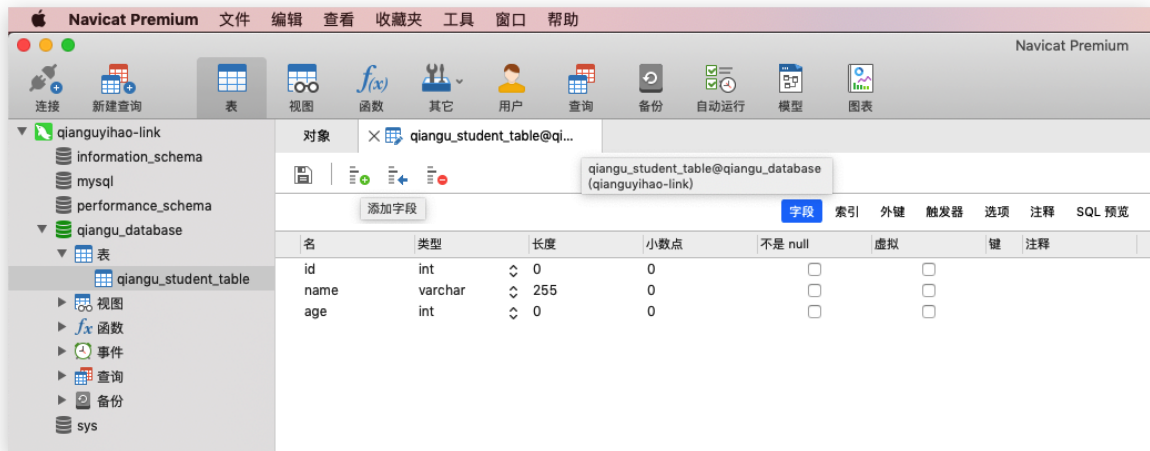 Navicat Premium 文件 编辑 查看 收藏夹 工具 窗口 帮助
Navicat Premium
连接 新建查询 表 视图 函数 其它 用户 查询 备份 自动运行 模型 图表
qianguyihao-link
information_schema
mysql
performance_schema
qiangu_database
表
qiangu_student_table
视图
函数
事件
查询
备份
sys
对象 qiangu_student_table@qi...
qiangu_student_table@qiangu_database
(qianguyihao-link)
添加字段
字段 索引 外键 触发器 选项 注释 SQL 预览
名 类型 长度 小数点 不是 null 虚拟 键 注释
id int 0 0
name varchar 255 0
age int 0 0